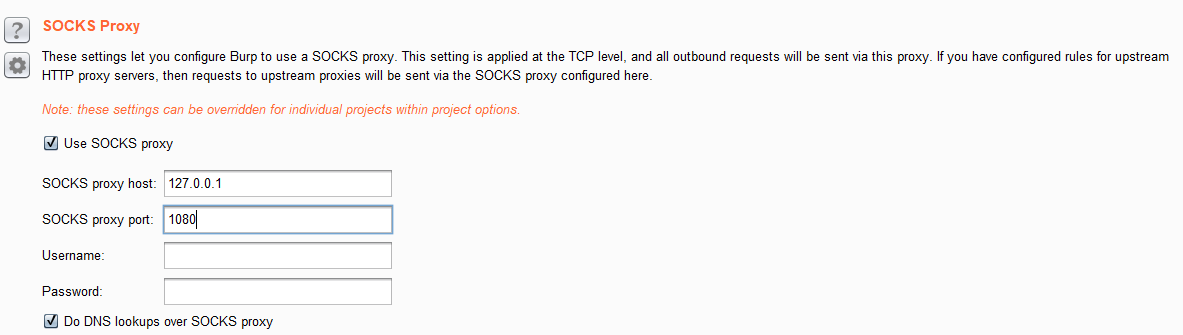 SOCKS Proxy
These settings let you configure Burp to use a SOCKS proxy. This setting is applied at the TCP level, and all outbound requests will be sent via this proxy. If you have configured rules for upstream
HTTP proxy servers, then requests to upstream proxies will be sent via the SOCKS proxy configured here.
Note: these settings can be overridden for individual projects within project options.
Use SOCKS proxy
SOCKS proxy host: 127.0.0.1
SOCKS proxy port: 1080
Username:
Password:
Do DNS lookups over SOCKS proxy